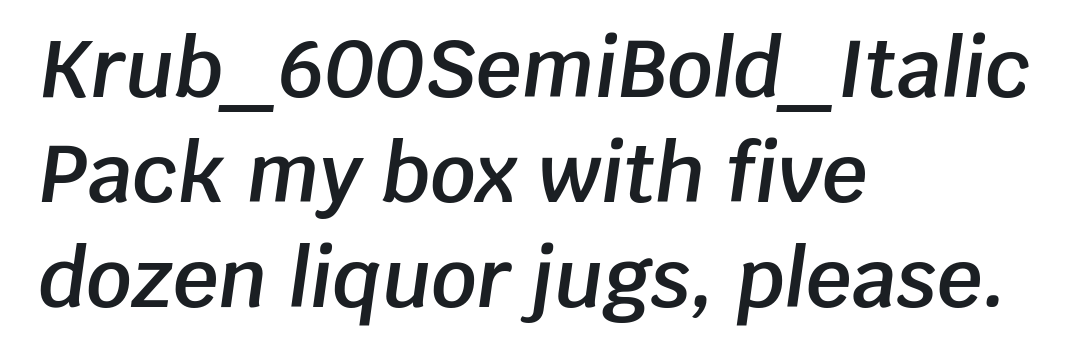 Krub_600SemiBold_Italic
Pack my box with five
dozen liquor jugs, please.